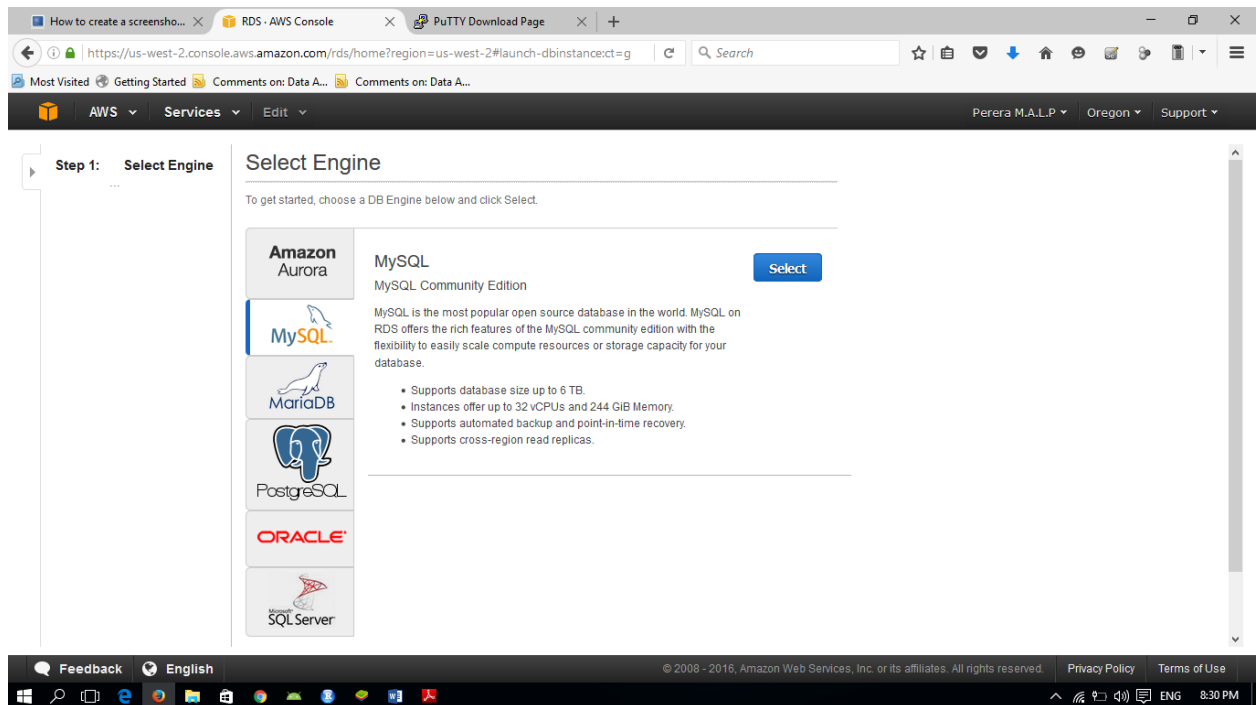 How to create a screensho...
RDS · AWS Console
PuTTY Download Page
https://us-west-2.console.aws.amazon.com/rds/home?region=us-west-2#launch-dbinstance:ct=g
Search
Most Visited
Getting Started
Comments on: Data A...
Comments on: Data A...
AWS
Services
Edit
Perera M.A.L.P
Oregon
Support
Step 1: Select Engine
...
Select Engine
To get started, choose a DB Engine below and click Select.
Amazon
Aurora
MySQL
MariaDB
PostgreSQL
ORACLE
Microsoft
SQL Server
MySQL
Select
MySQL Community Edition
MySQL is the most popular open source database in the world. MySQL on
RDS offers the rich features of the MySQL community edition with the
flexibility to easily scale compute resources or storage capacity for your
database.
Supports database size up to 6 TB.
Instances offer up to 32 vCPUs and 244 GiB Memory.
Supports automated backup and point-in-time recovery.
Supports cross-region read replicas.
Feedback
English
© 2008 - 2016, Amazon Web Services, Inc. or its affiliates. All rights reserved.
Privacy Policy
Terms of Use
ENG
8:30 PM